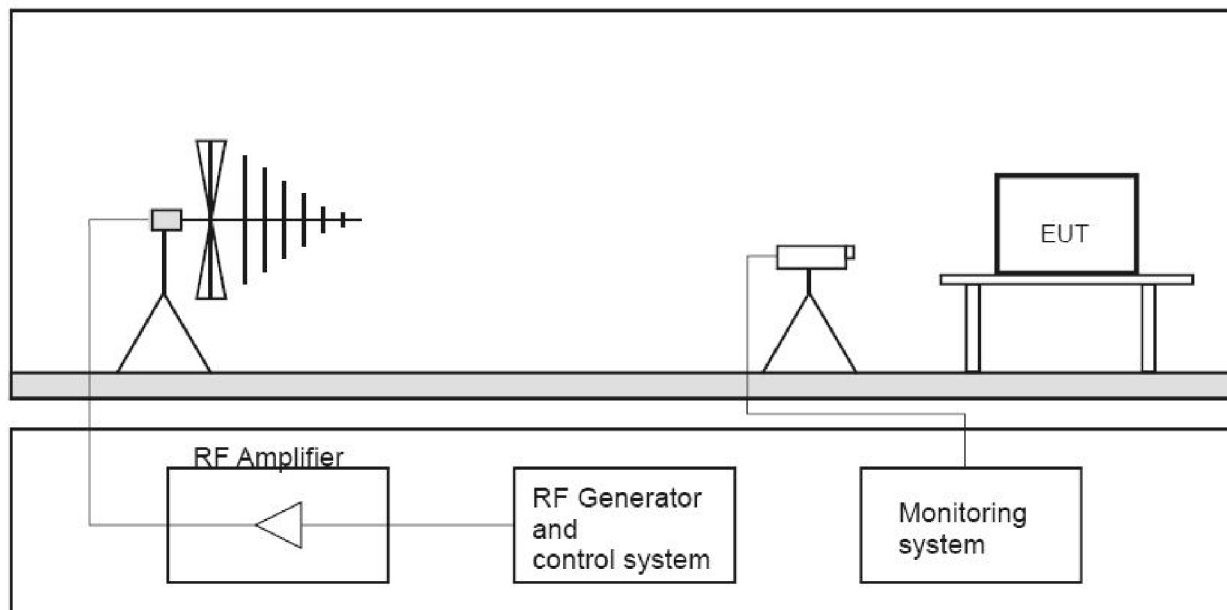 EUT
RF Amplifier
RF Generator
and
control system
Monitoring
system